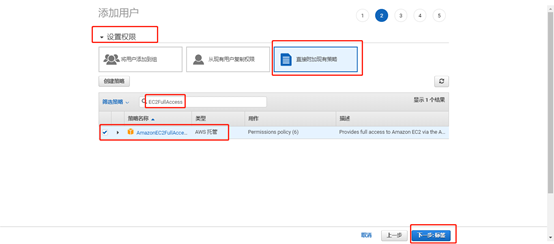 添加用户
1 2 3 4 5
设置权限
将用户添加到组
从现有用户复制权限
直接附加现有策略
创建策略
筛选策略
EC2FullAccess
显示 1 个结果
策略名称
类型
用作
描述
AmazonEC2FullAcce...
AWS 托管
Permissions policy (6)
Provides full access to Amazon EC2 via the A...
取消
上一步
下一步: 标签